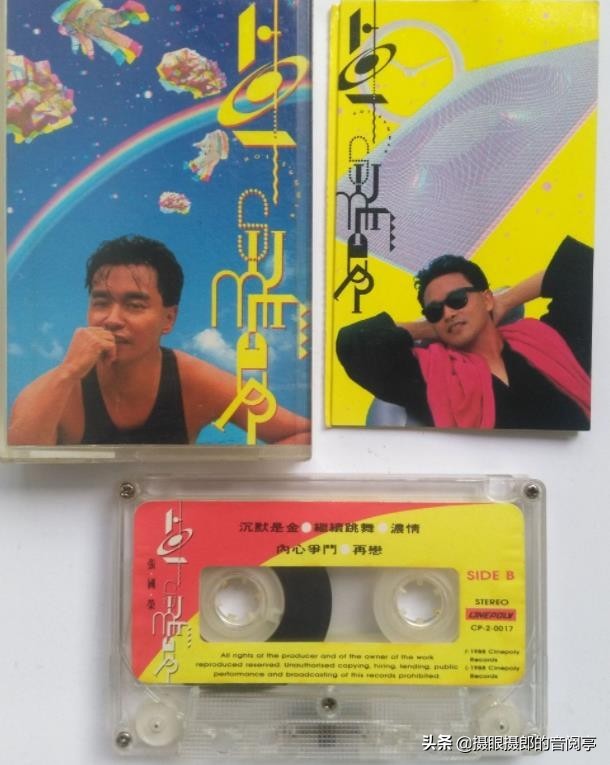 HOT SUMMER
HOT SUMMER
HOT SUMMER
張·國·榮
沉默是金●繼續跳舞●濃情
內心爭鬥●再戀
SIDE B
STEREO
CINEPOLY
CP-2-0017
All rights of the producer and of the owner of the work
reproduced reserved. Unauthorised copying, hiring, lending, public
performance and broadcasting of this records prohibited.
℗1988 Cinepoly
Records
©1988 Cinepoly
Records
头条 @摄眼摄郎的音阅亭